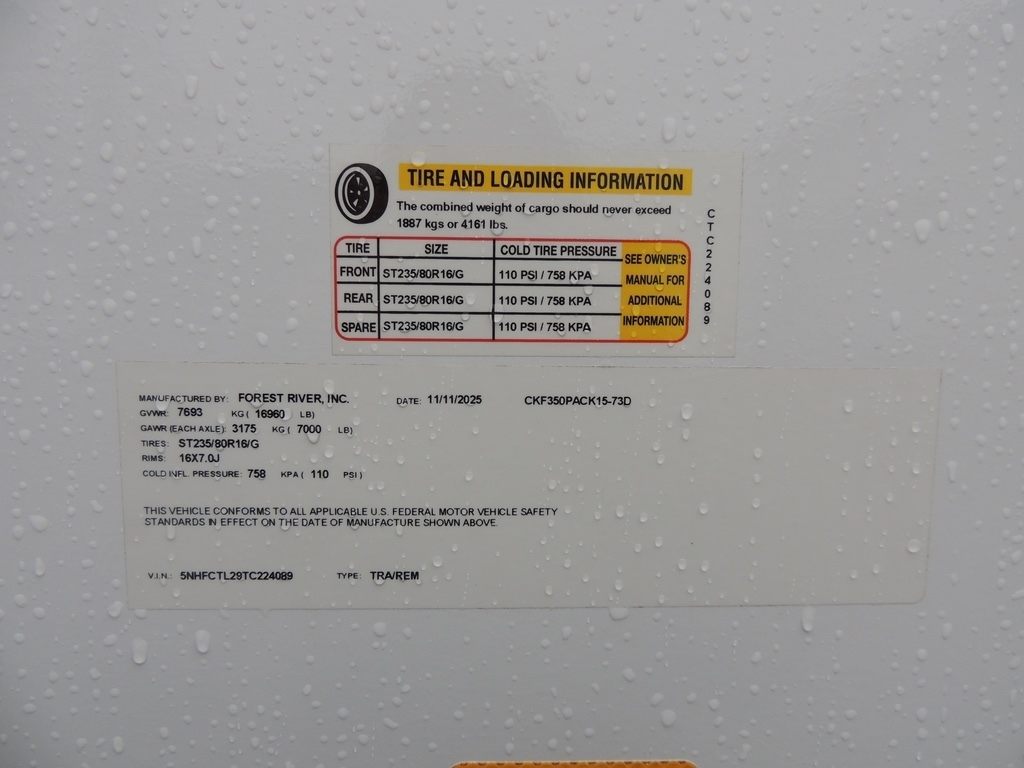 TIRE AND LOADING INFORMATION
The combined weight of cargo should never exceed
1887 kgs or 4161 lbs.
TIRE SIZE COLD TIRE PRESSURE
FRONT ST235/80R16/G 110 PSI / 758 KPA
REAR ST235/80R16/G 110 PSI / 758 KPA
SPARE ST235/80R16/G 110 PSI / 758 KPA
SEE OWNER'S
MANUAL FOR
ADDITIONAL
INFORMATION
CTC224089
MANUFACTURED BY: FOREST RIVER, INC. DATE: 11/11/2025 CKF350PACK15-73D
GVWR: 7693 KG ( 16960 LB)
GAWR (EACH AXLE): 3175 KG ( 7000 LB)
TIRES: ST235/80R16/G
RIMS: 16X7.0J
COLD INFL. PRESSURE: 758 KPA ( 110 PSI )
THIS VEHICLE CONFORMS TO ALL APPLICABLE U.S. FEDERAL MOTOR VEHICLE SAFETY
STANDARDS IN EFFECT ON THE DATE OF MANUFACTURE SHOWN ABOVE.
V.I.N.: 5NHFCTL29TC224089 TYPE: TRA/REM